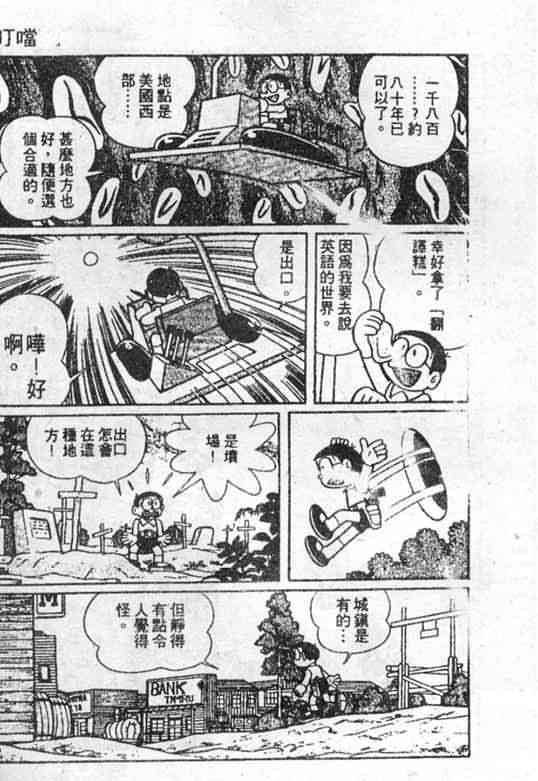 叮噹
一千八百
……？約
八十年已
可以了。
地點是
美國西
部……
甚麼地方也
好，隨便選
個合適的。
幸好拿了「翻
譯糕」。
因爲我要去說
英語的世界。
是出口。
嘩！好
啊。
是墳
場！
出口
怎會
在這
種地
方！
城鎮是
有的…
但靜得
有點令
人覺得
怪。
M
BANK